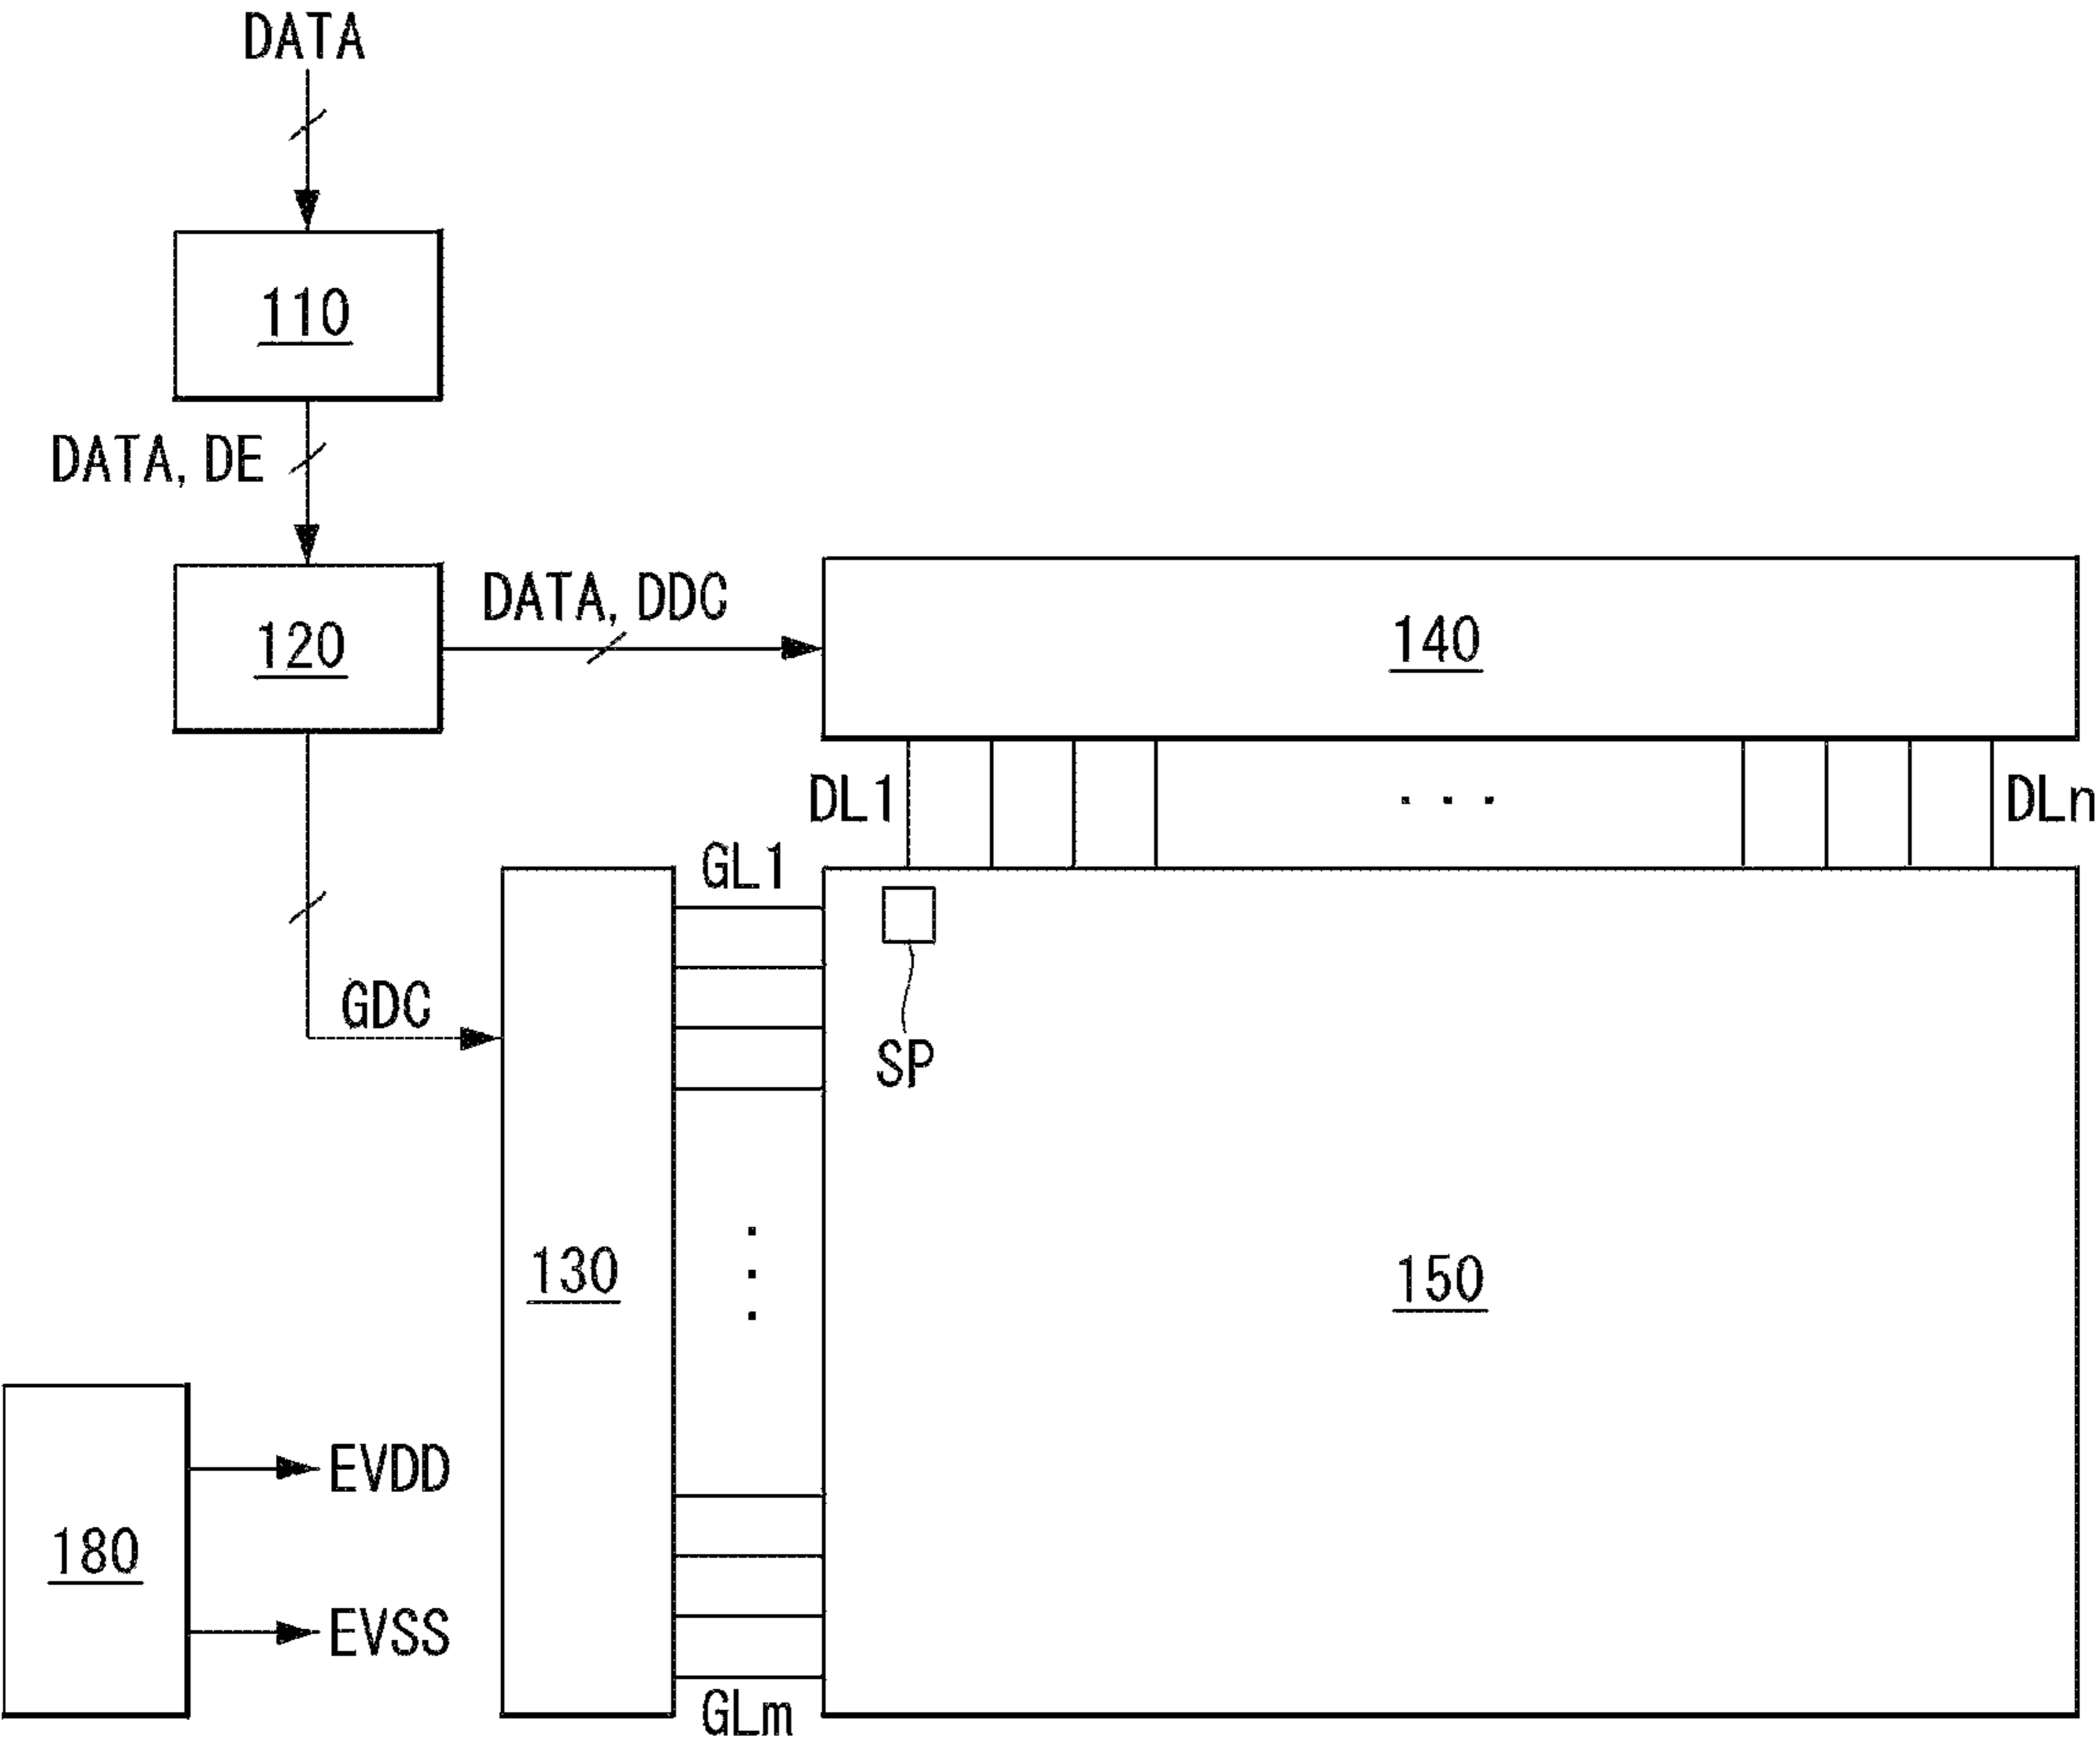 DATA
110
DATA, DE
120
DATA, DDC
140
DL1
. . .
DLn
GL1
SP
GDC
130
150
180
EVDD
EVSS
GLm